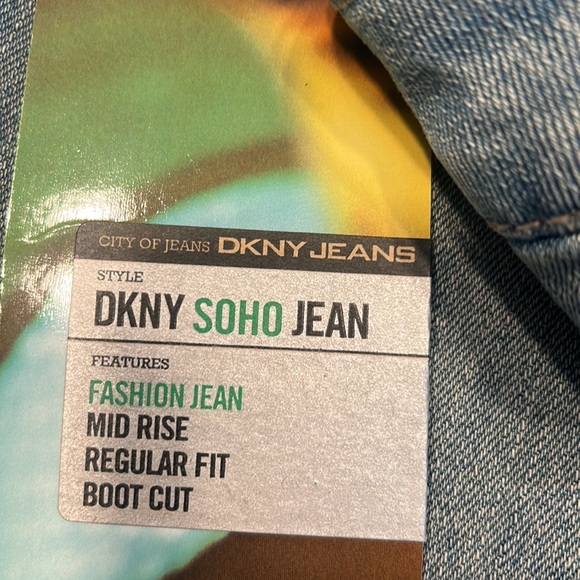 CITY OF JEANS DKNY JEANS
STYLE
DKNY SOHO JEAN
FEATURES
FASHION JEAN
MID RISE
REGULAR FIT
BOOT CUT